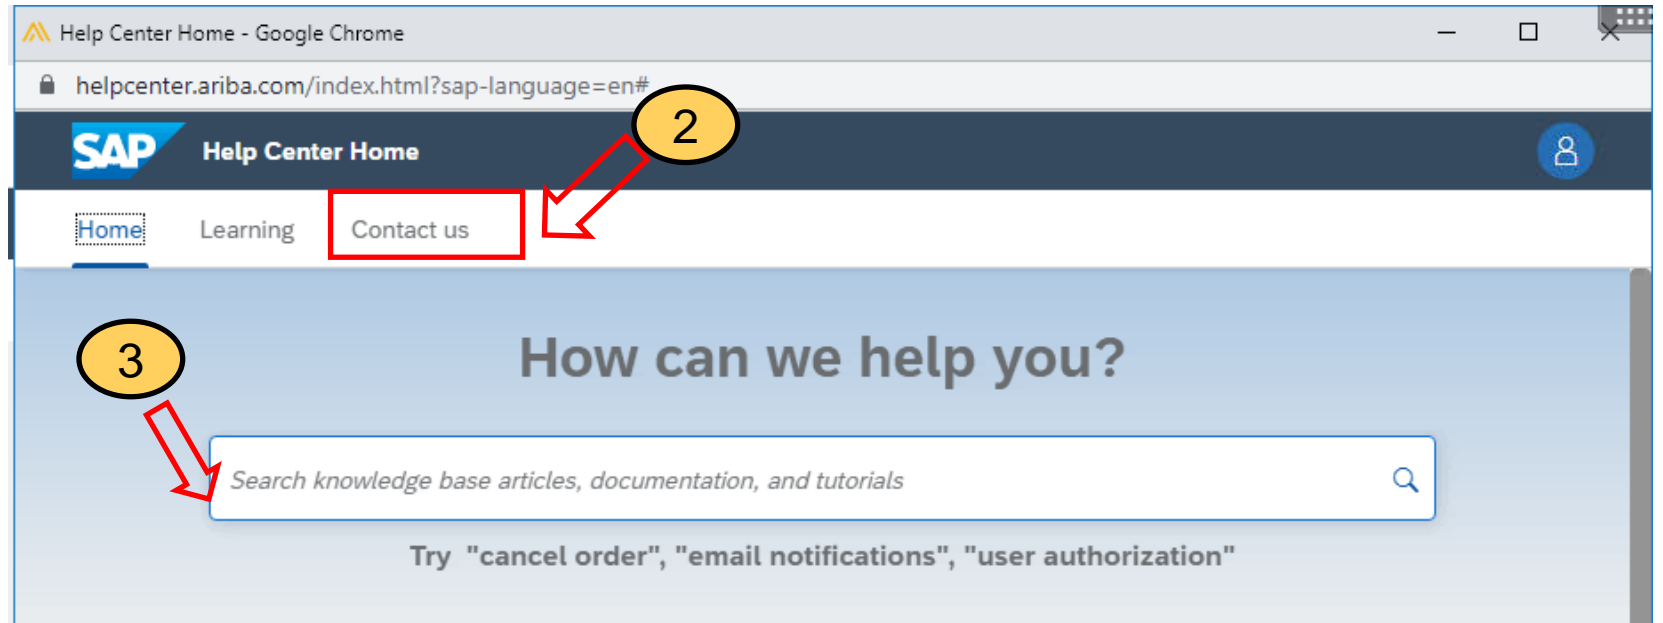 Help Center Home - Google Chrome
helpcenter.ariba.com/index.html?sap-language=en#
2
SAP Help Center Home
Home Learning Contact us
3
How can we help you?
Search knowledge base articles, documentation, and tutorials
Try "cancel order", "email notifications", "user authorization"